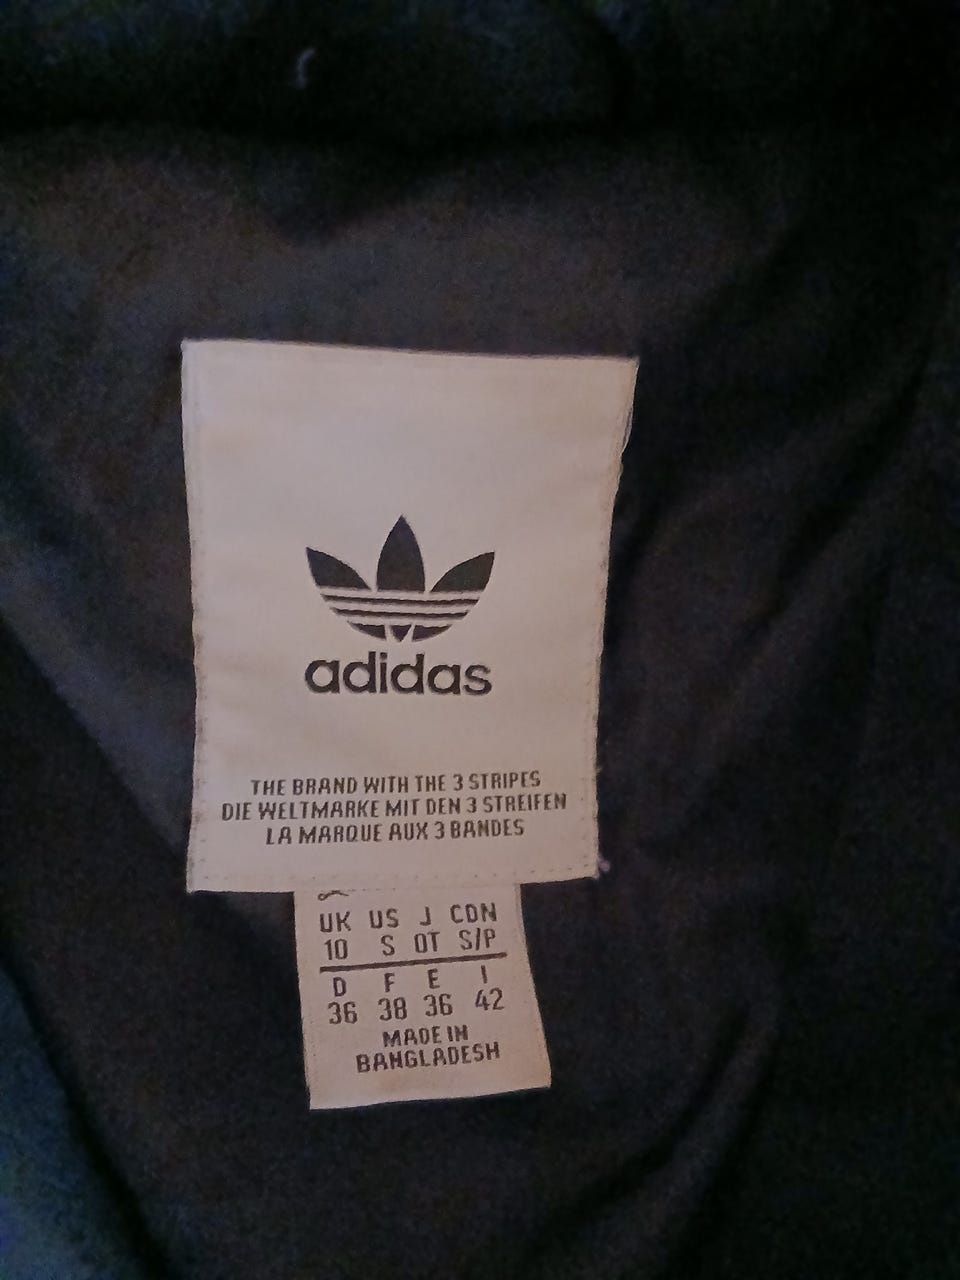 adidas
THE BRAND WITH THE 3 STRIPES
DIE WELTMARKE MIT DEN 3 STREIFEN
LA MARQUE AUX 3 BANDES
UK US J CDN
10 S OT S/P
D F E I
36 38 36 42
MADE IN
BANGLADESH